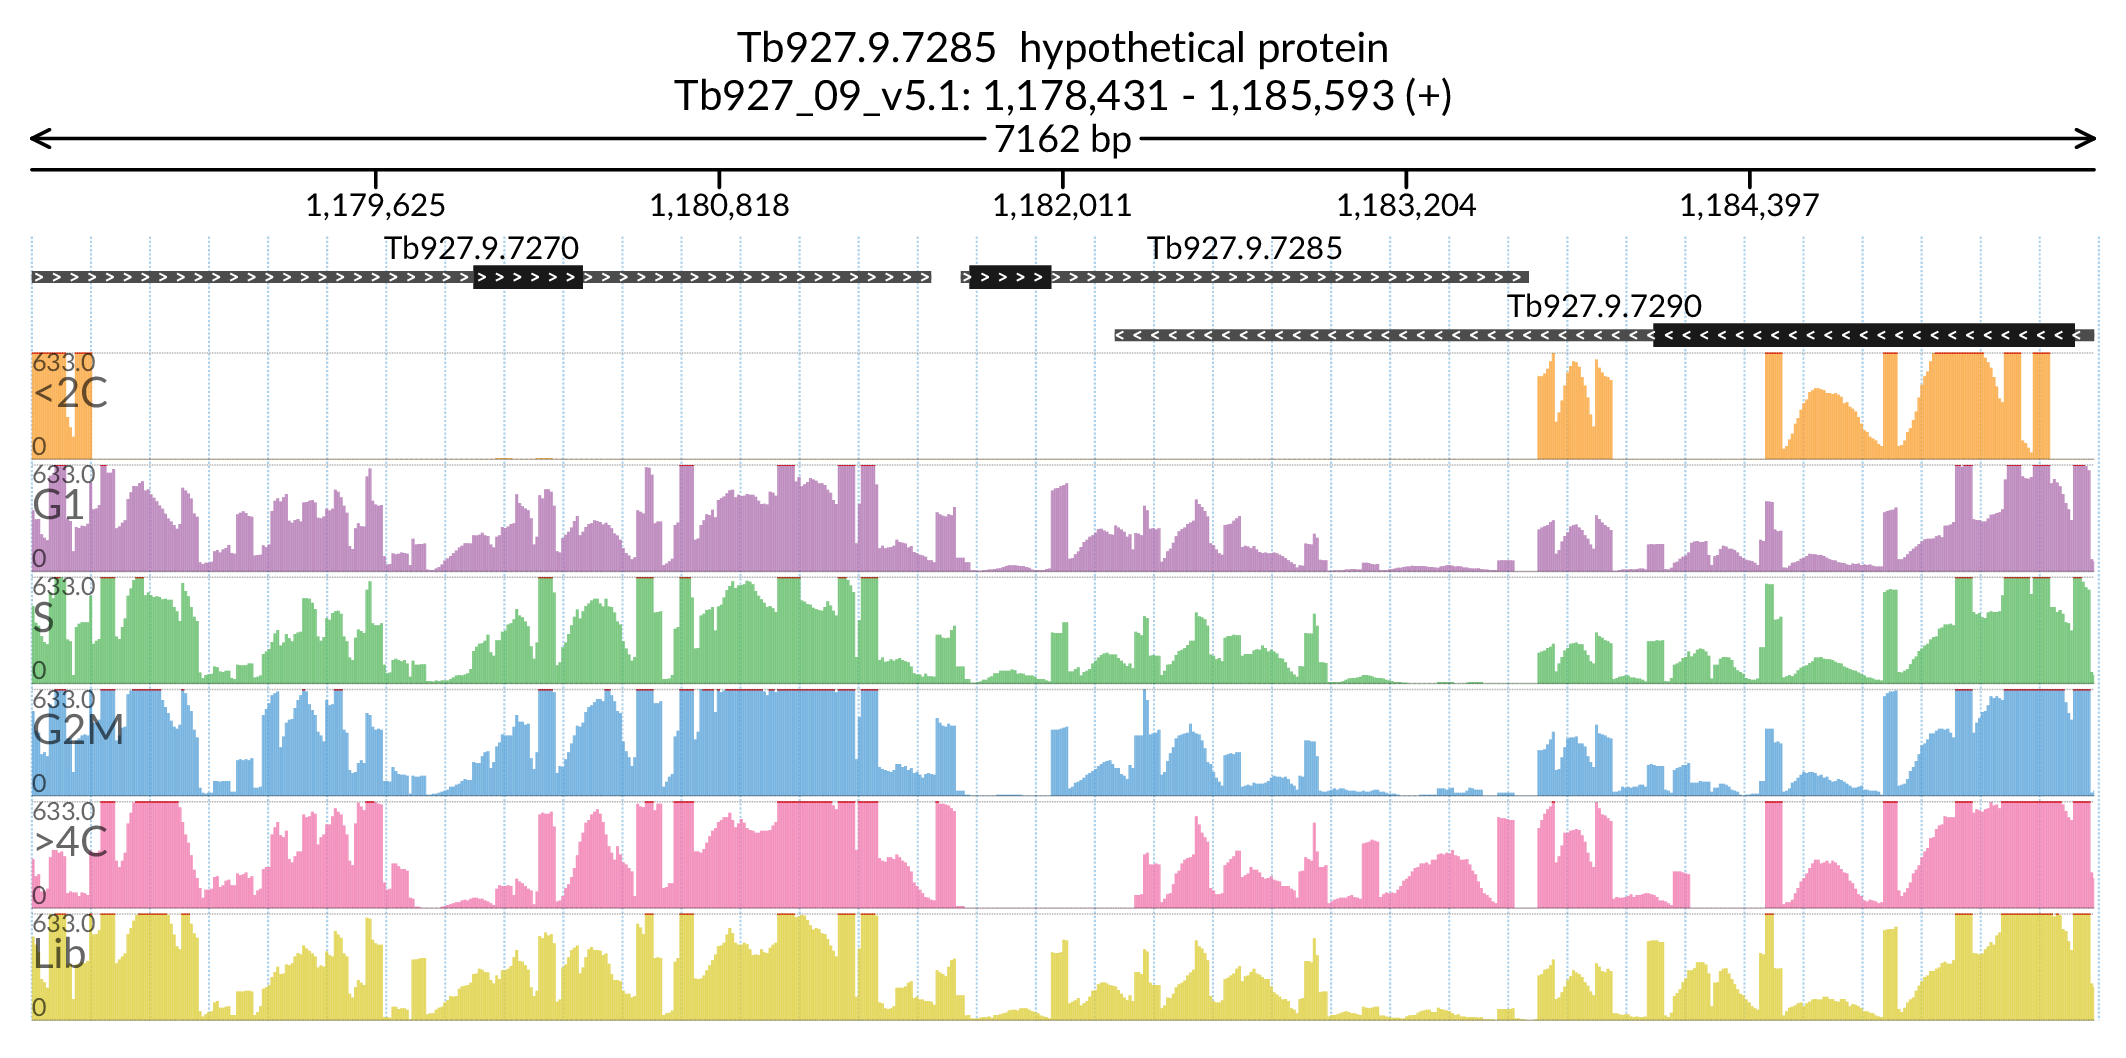 Tb927.9.7285  hypothetical protein
Tb927_09_v5.1: 1,178,431 - 1,185,593 (+)
7162 bp
1,179,625 1,180,818 1,182,011 1,183,204 1,184,397
Tb927.9.7270 Tb927.9.7285
Tb927.9.7290
633.0
<2C
0
633.0
G1
0
633.0
S
0
633.0
G2M
0
633.0
>4C
0
633.0
Lib
0